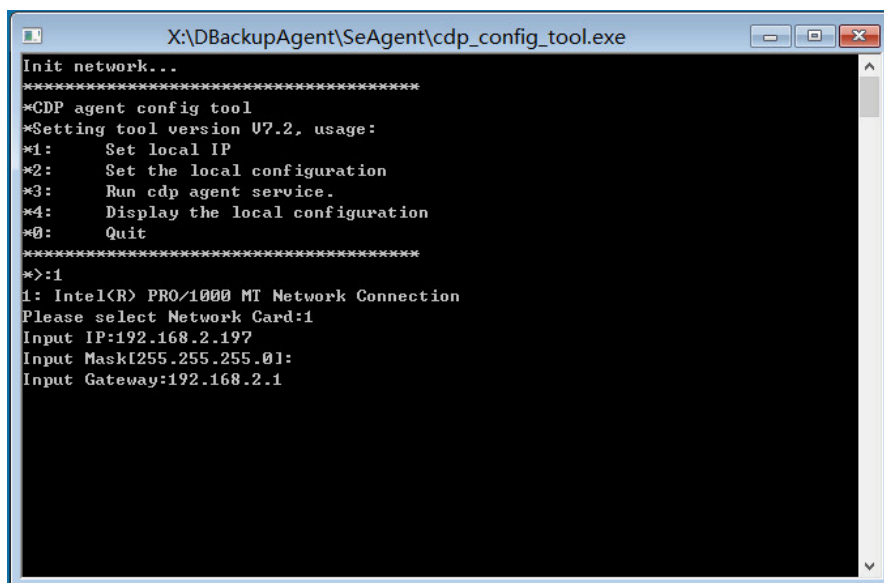 X:\DBackupAgent\SeAgent\cdp_config_tool.exe
Init network...
**************************************
*CDP agent config tool
*Setting tool version V7.2, usage:
*1: Set local IP
*2: Set the local configuration
*3: Run cdp agent service.
*4: Display the local configuration
*0: Quit
**************************************
*>:1
1: Intel(R) PRO/1000 MT Network Connection
Please select Network Card:1
Input IP:192.168.2.197
Input Mask[255.255.255.0]:
Input Gateway:192.168.2.1